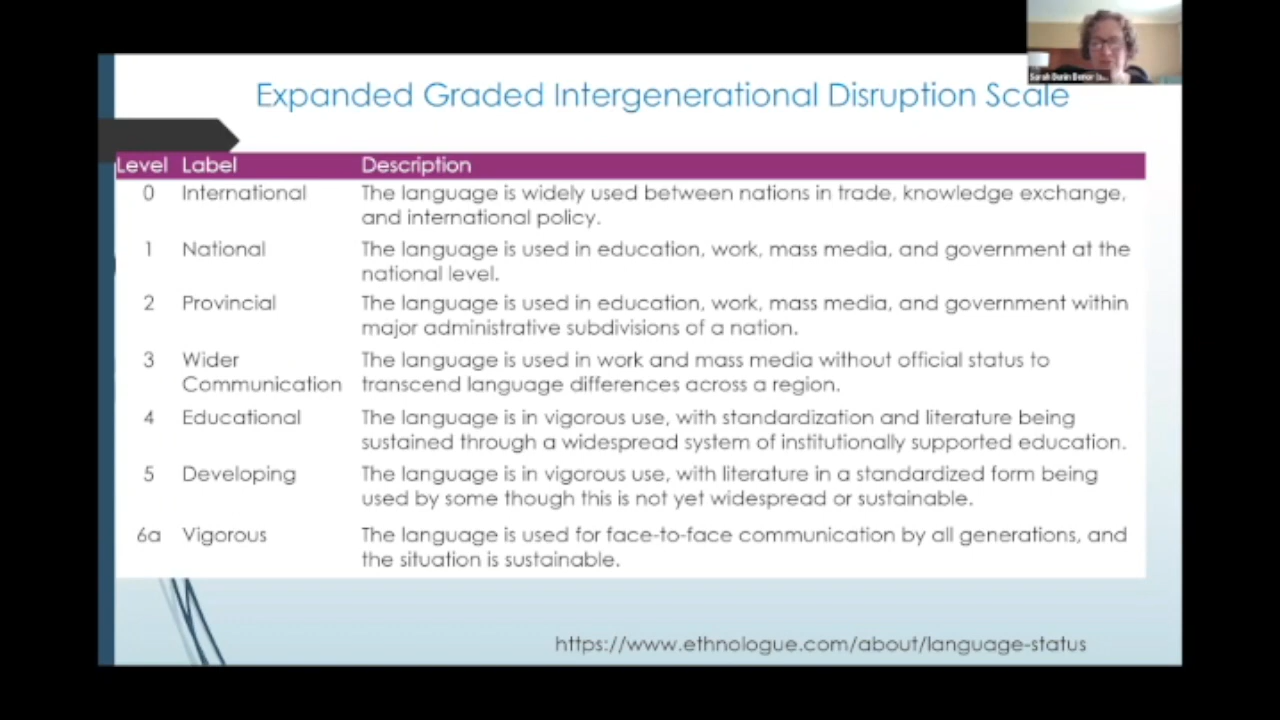 Sarah Bunin Benor (s...
Expanded Graded Intergenerational Disruption Scale
Level Label Description
0 International The language is widely used between nations in trade, knowledge exchange,
and international policy.
1 National The language is used in education, work, mass media, and government at the
national level.
2 Provincial The language is used in education, work, mass media, and government within
major administrative subdivisions of a nation.
3 Wider The language is used in work and mass media without official status to
Communication transcend language differences across a region.
4 Educational The language is in vigorous use, with standardization and literature being
sustained through a widespread system of institutionally supported education.
5 Developing The language is in vigorous use, with literature in a standardized form being
used by some though this is not yet widespread or sustainable.
6a Vigorous The language is used for face-to-face communication by all generations, and
the situation is sustainable.
https://www.ethnologue.com/about/language-status